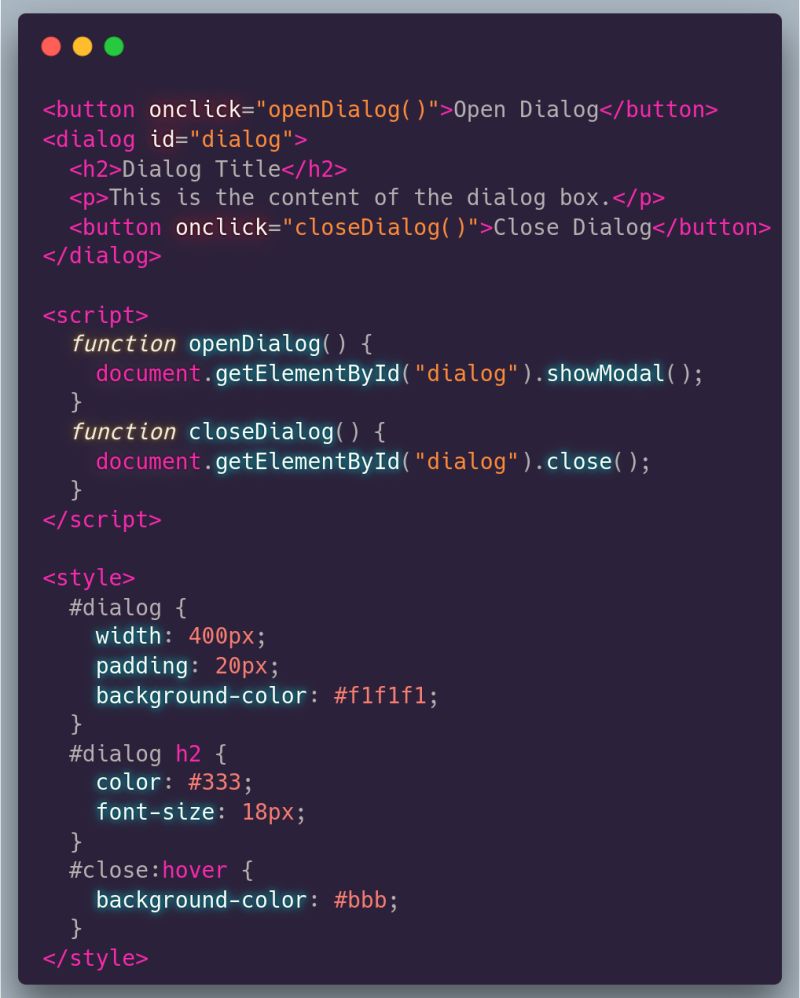 <button onclick="openDialog()">Open Dialog</button>
<dialog id="dialog">
  <h2>Dialog Title</h2>
  <p>This is the content of the dialog box.</p>
  <button onclick="closeDialog()">Close Dialog</button>
</dialog>

<script>
  function openDialog() {
    document.getElementById("dialog").showModal();
  }
  function closeDialog() {
    document.getElementById("dialog").close();
  }
</script>

<style>
  #dialog {
    width: 400px;
    padding: 20px;
    background-color: #f1f1f1;
  }
  #dialog h2 {
    color: #333;
    font-size: 18px;
  }
  #close:hover {
    background-color: #bbb;
  }
</style>